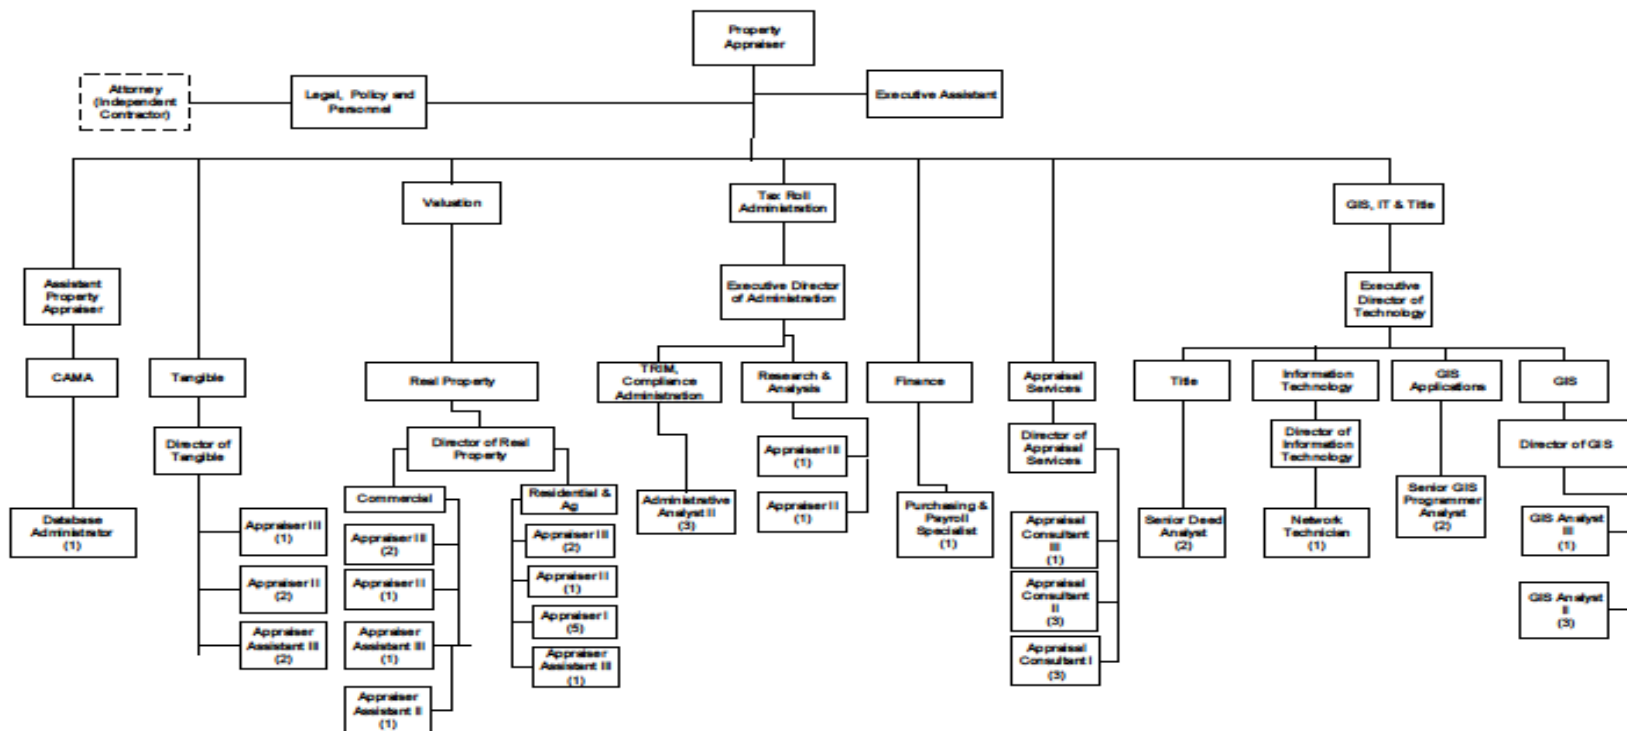 Property
Appraiser
Attorney
(Independent
Contractor)
Legal, Policy and
Personnel
Executive Assistant
Valuation
Tax Roll
Administration
GIS, IT & Title
Assistant
Property
Appraiser
Executive Director
of Administration
Executive
Director of
Technology
CAMA
Tangible
Real Property
TRIM,
Compliance
Administration
Research &
Analysis
Finance
Appraisal
Services
Title
Information
Technology
GIS
Applications
GIS
Director of
Tangible
Director of Real
Property
Director of
Appraisal
Services
Director of
Information
Technology
Director of GIS
Database
Administrator
(1)
Appraiser III
(1)
Appraiser II
(2)
Appraiser
Assistant III
(2)
Commercial
Appraiser III
(2)
Appraiser II
(1)
Appraiser
Assistant III
(1)
Appraiser
Assistant II
(1)
Residential &
Ag
Appraiser III
(2)
Appraiser II
(1)
Appraiser I
(5)
Appraiser
Assistant III
(1)
Administrative
Analyst II
(3)
Appraiser III
(1)
Appraiser II
(1)
Purchasing &
Payroll
Specialist
(1)
Appraisal
Consultant
III
(1)
Appraisal
Consultant
II
(3)
Appraisal
Consultant I
(3)
Senior Deed
Analyst
(2)
Network
Technician
(1)
Senior GIS
Programmer
Analyst
(2)
GIS Analyst
III
(1)
GIS Analyst
II
(3)